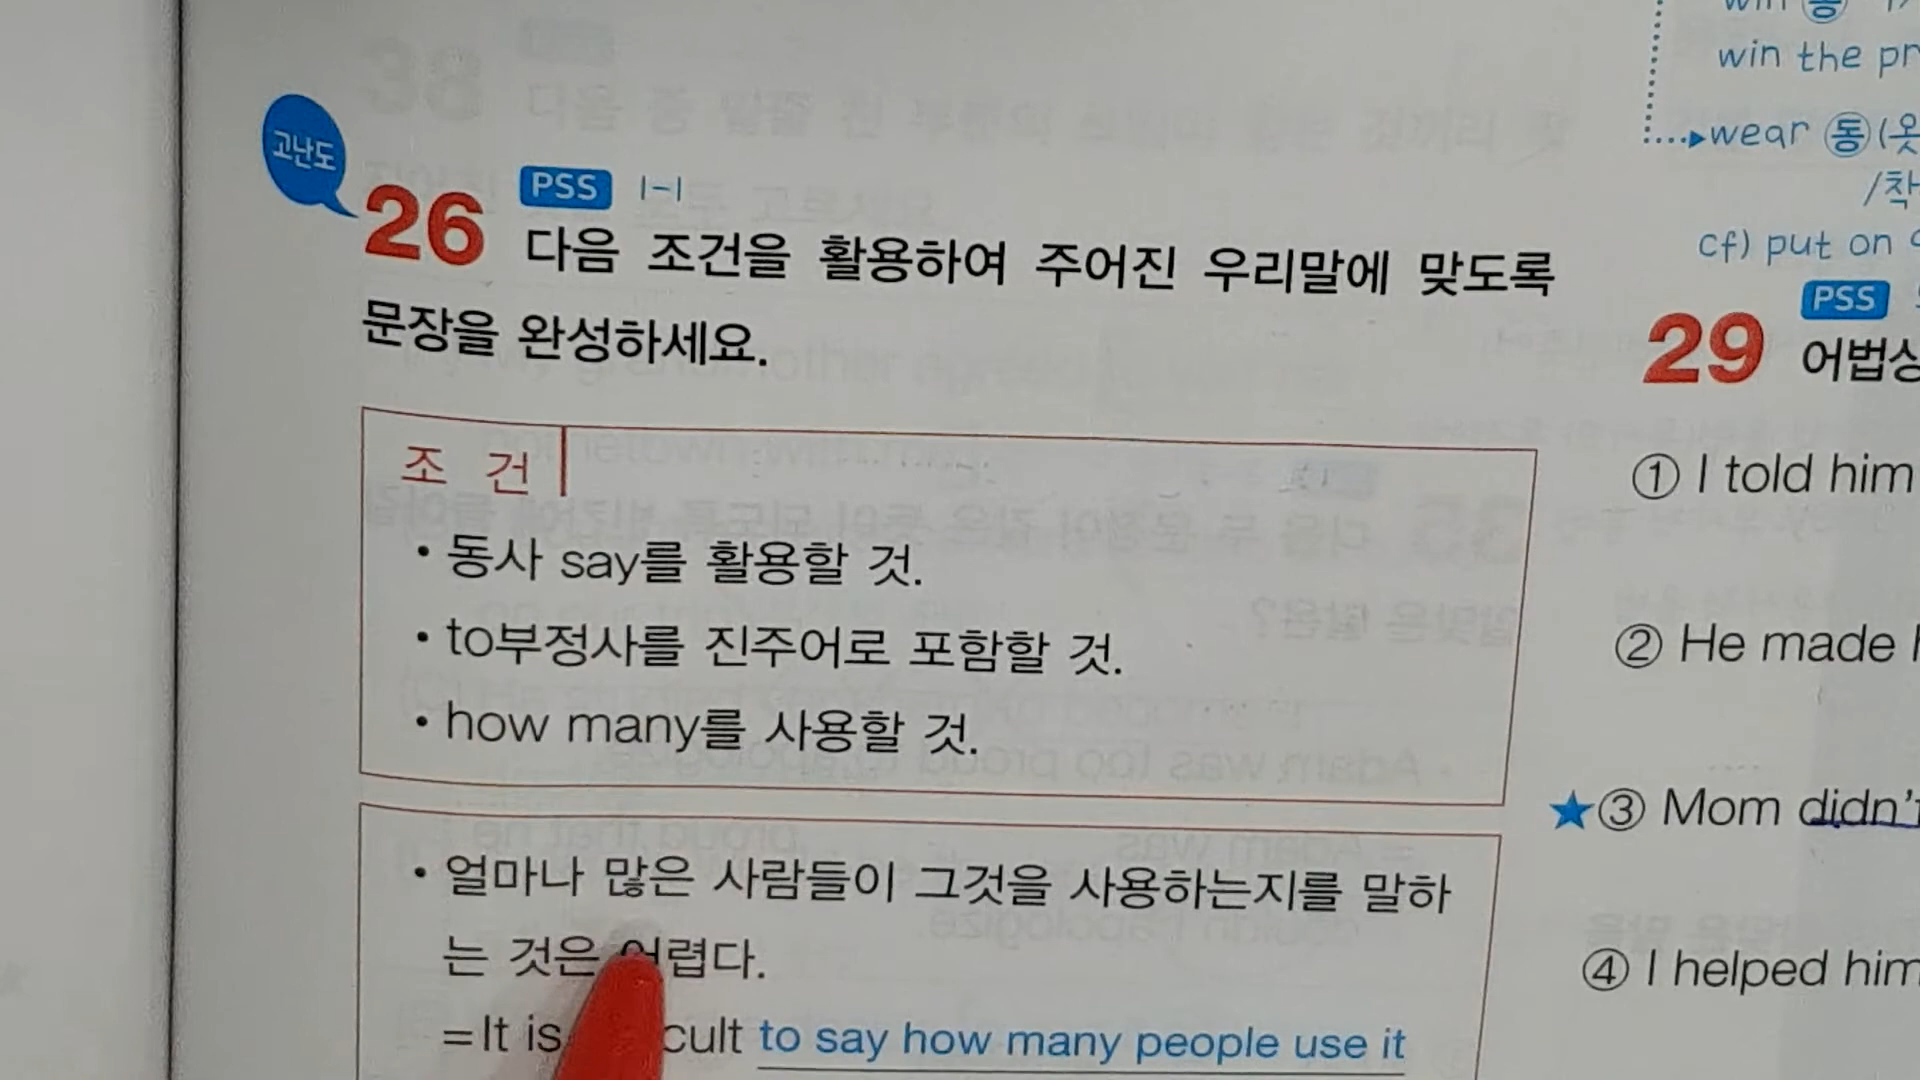 고난도
26 PSS 1-1
다음 조건을 활용하여 주어진 우리말에 맞도록
문장을 완성하세요.
조 건
• 동사 say를 활용할 것.
• to부정사를 진주어로 포함할 것.
• how many를 사용할 것.
• 얼마나 많은 사람들이 그것을 사용하는지를 말하
는 것은 어렵다.
=It is cult to say how many people use it
win 동
win the pr
wear 동 (옷
/착
cf) put on
PSS
29 어법상
① I told him
② He made
★③ Mom didn't
④ I helped him